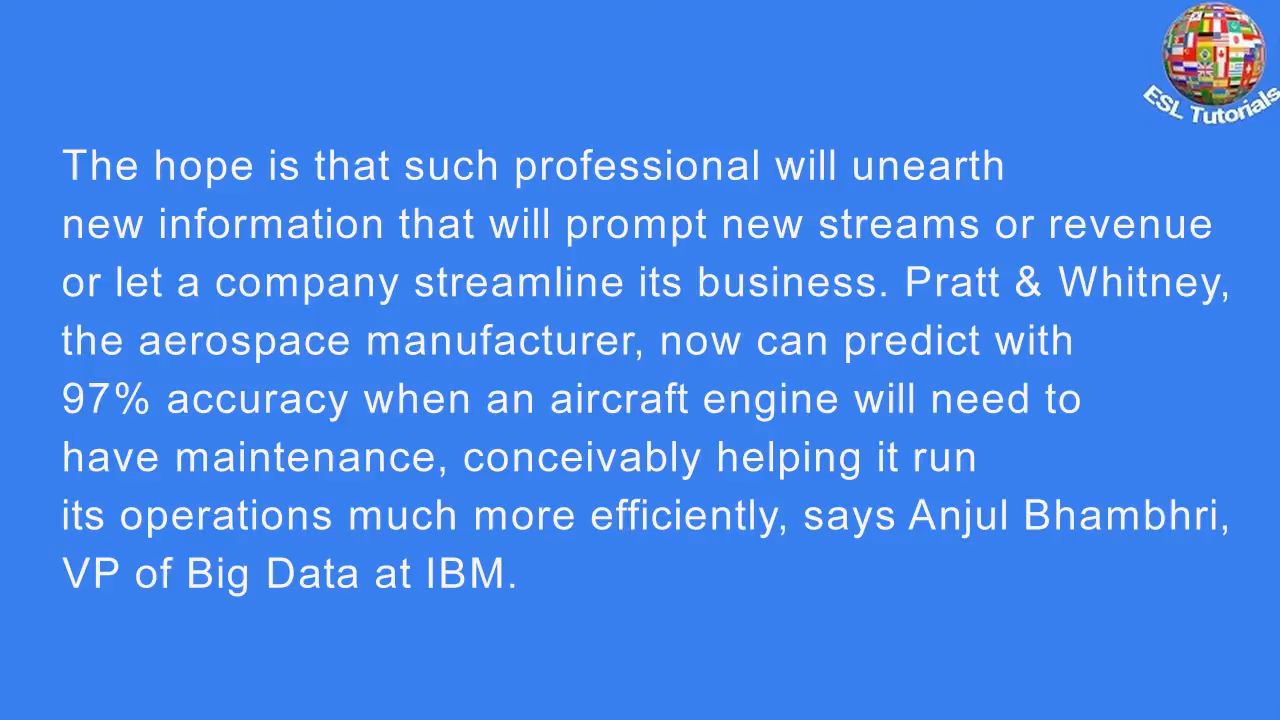 ESL Tutorials
The hope is that such professional will unearth
new information that will prompt new streams or revenue
or let a company streamline its business. Pratt & Whitney,
the aerospace manufacturer, now can predict with
97% accuracy when an aircraft engine will need to
have maintenance, conceivably helping it run
its operations much more efficiently, says Anjul Bhambhri,
VP of Big Data at IBM.